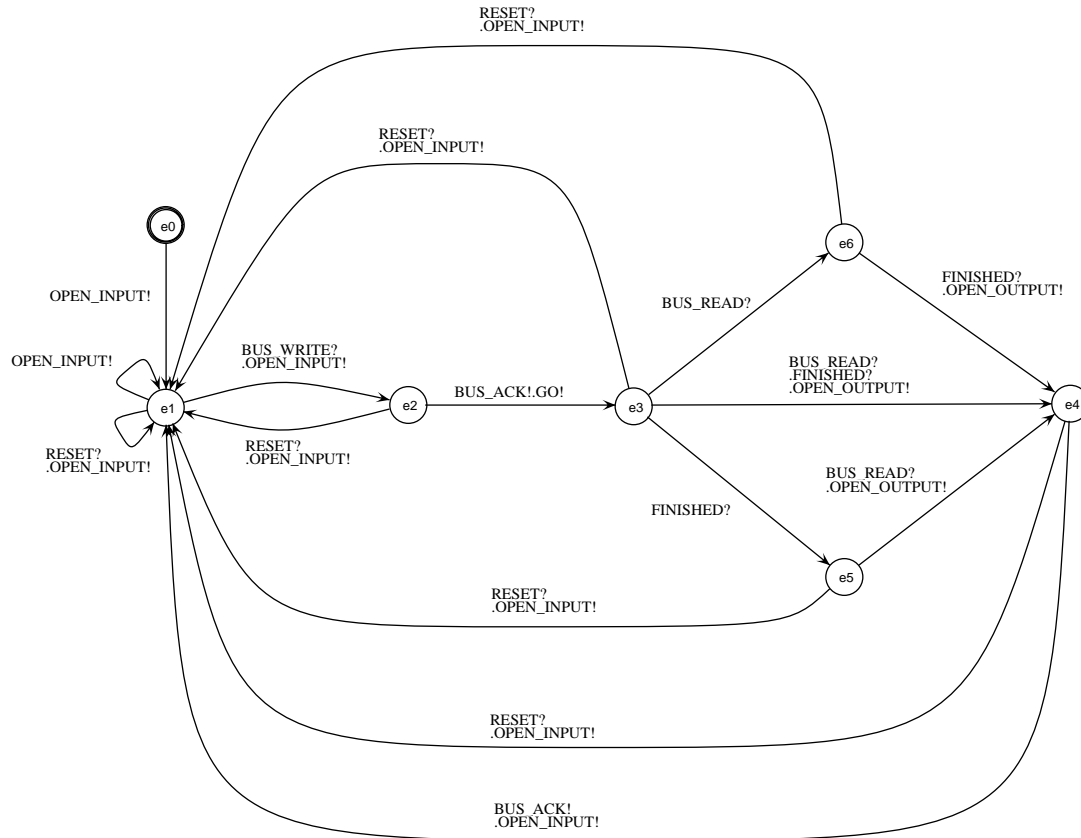 RESET?
.OPEN_INPUT!
RESET?
.OPEN_INPUT!
e0
e6
OPEN_INPUT!
BUS_READ?
FINISHED?
.OPEN_OUTPUT!
OPEN_INPUT!
BUS_WRITE?
.OPEN_INPUT!
BUS_READ?
.FINISHED?
.OPEN_OUTPUT!
e1
e2
BUS_ACK!.GO!
e3
e4
RESET?
.OPEN_INPUT!
RESET?
.OPEN_INPUT!
BUS_READ?
.OPEN_OUTPUT!
FINISHED?
e5
RESET?
.OPEN_INPUT!
RESET?
.OPEN_INPUT!
BUS_ACK!
.OPEN_INPUT!